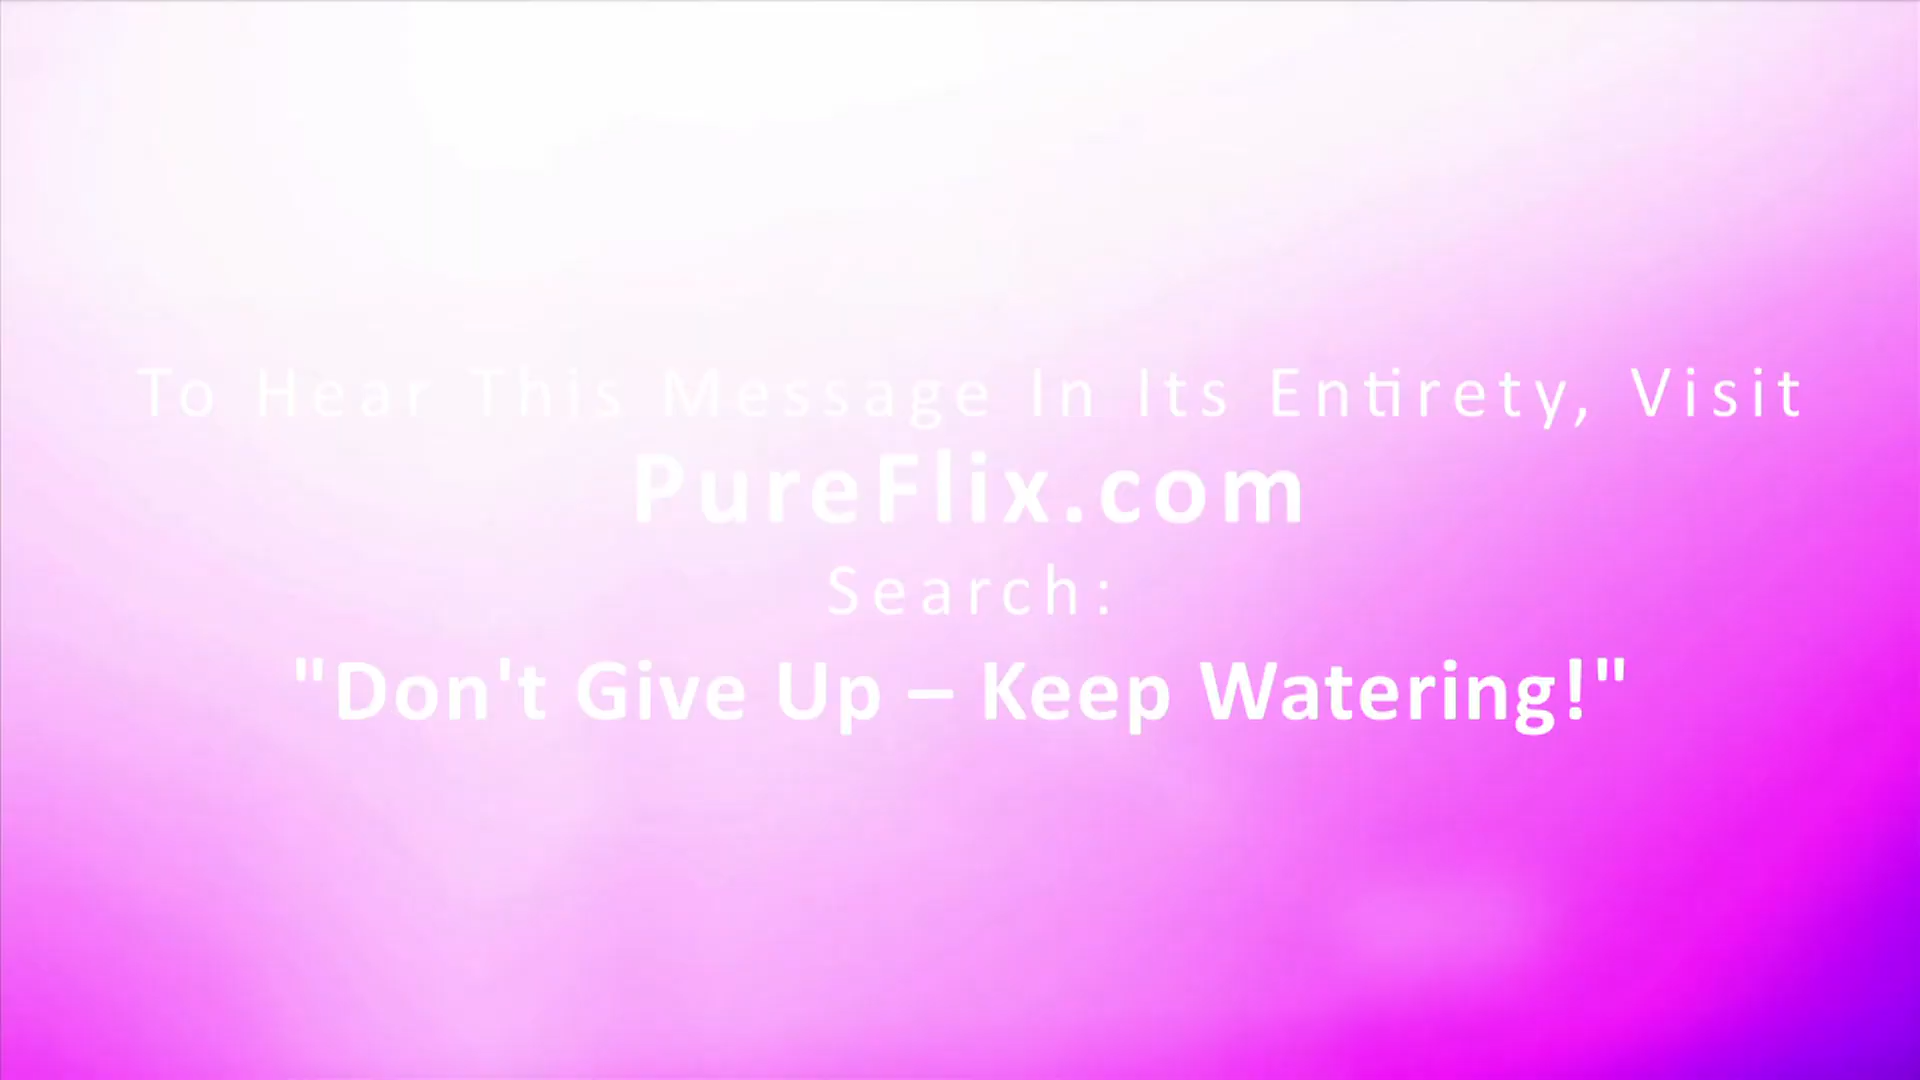 To Hear This Message In Its Entirety, Visit
PureFlix.com
Search:
"Don't Give Up – Keep Watering!"